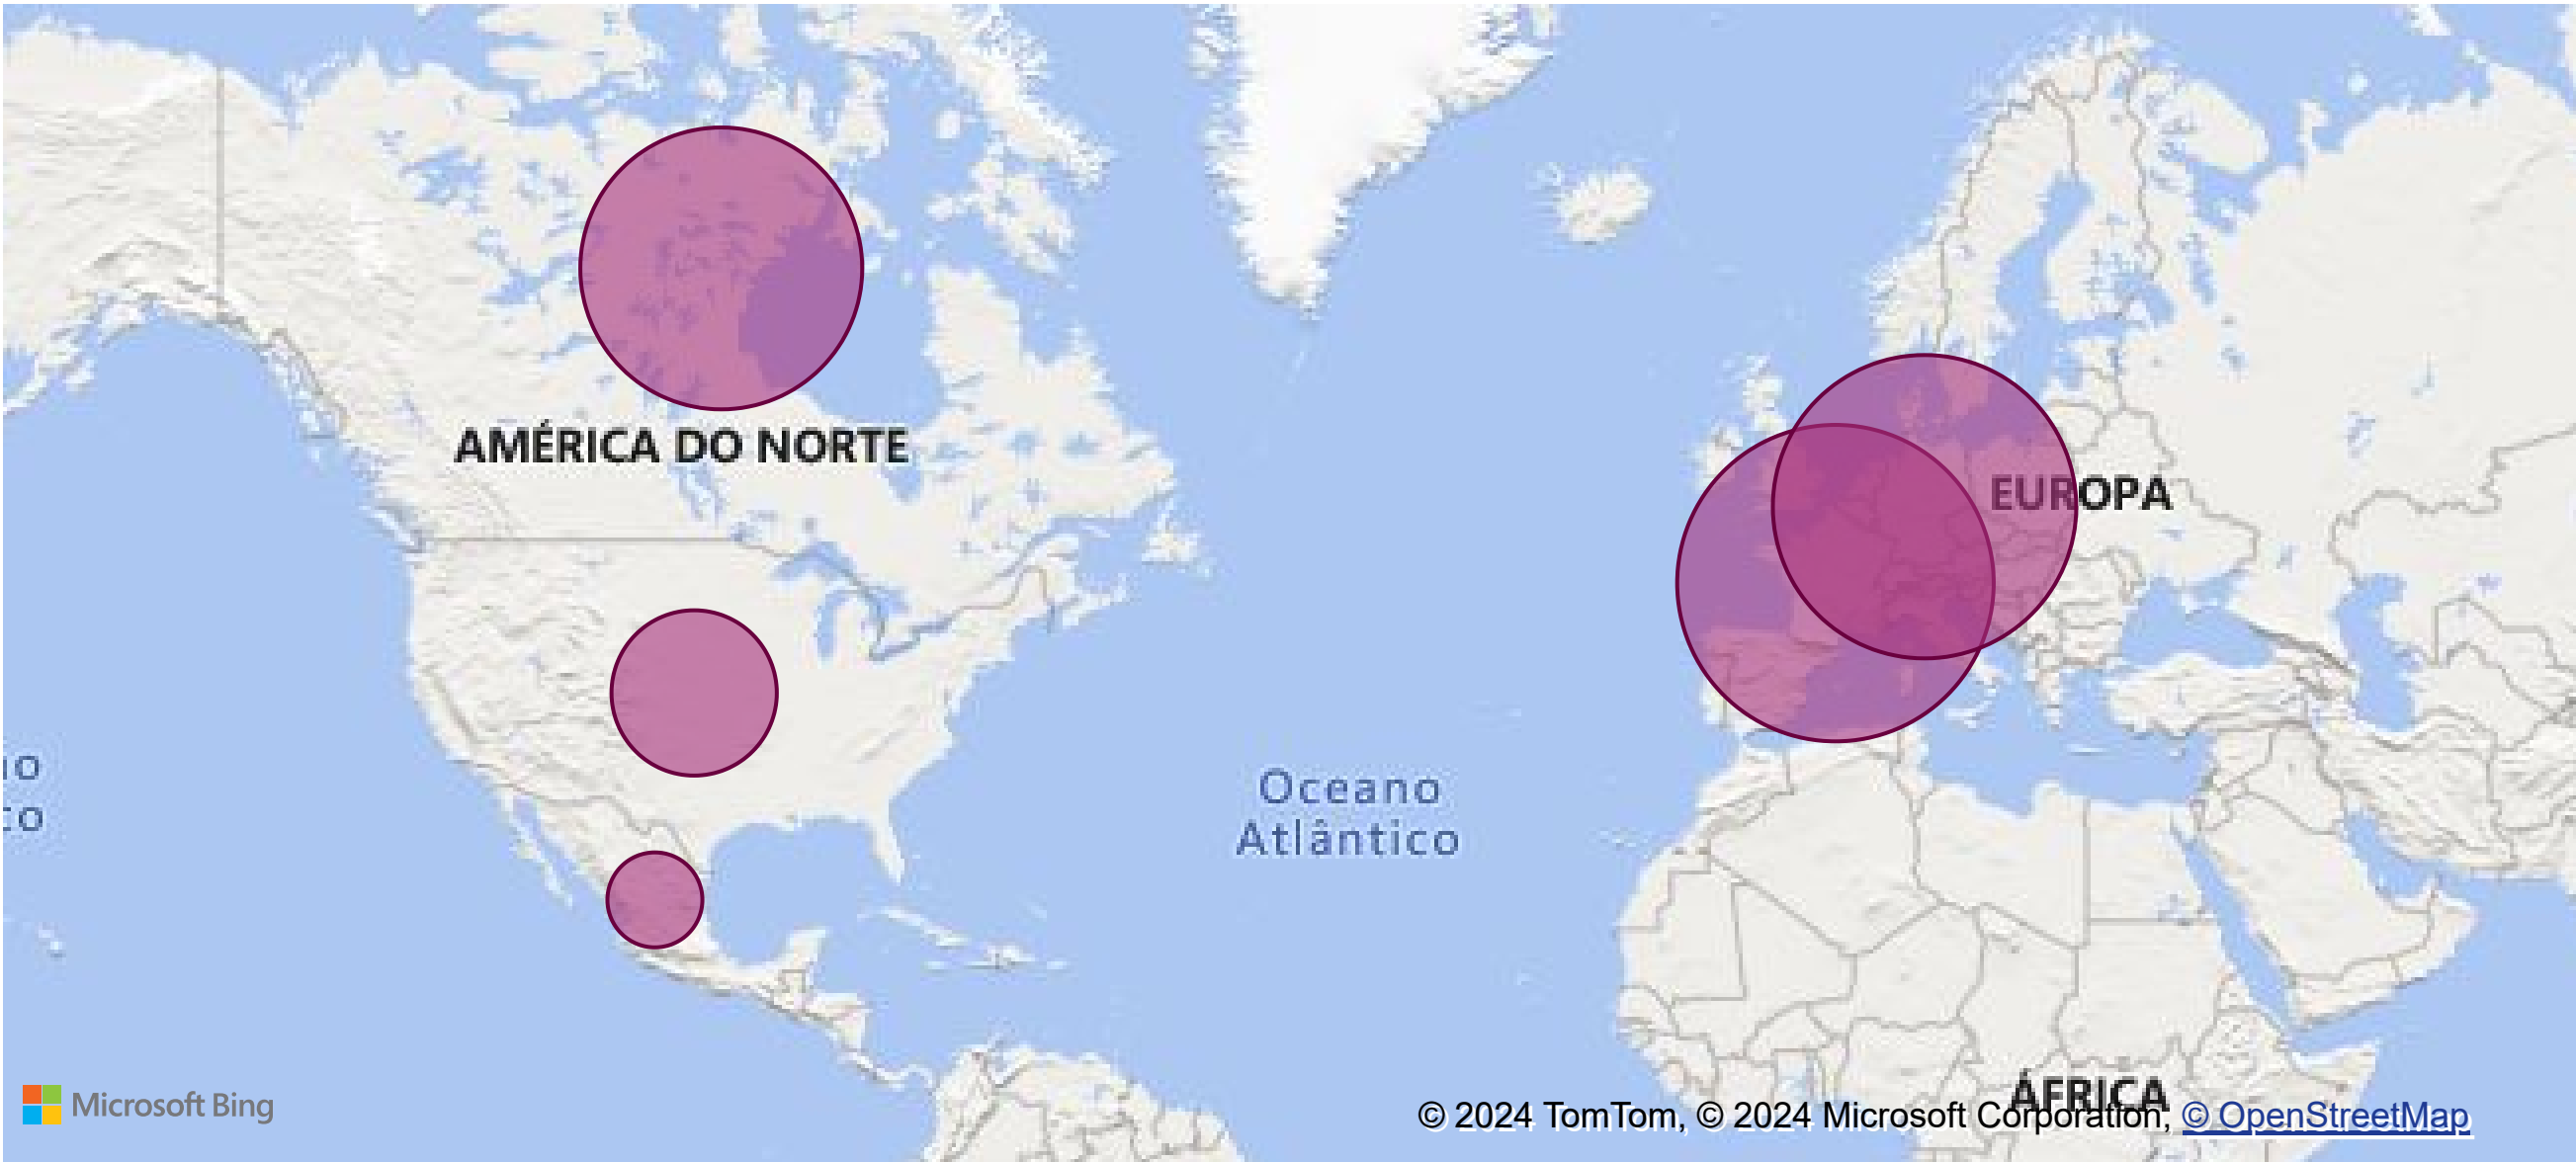 AMÉRICA DO NORTE
EUROPA
Oceano
Atlântico
ÁFRICA
Microsoft Bing
© 2024 TomTom, © 2024 Microsoft Corporation, © OpenStreetMap